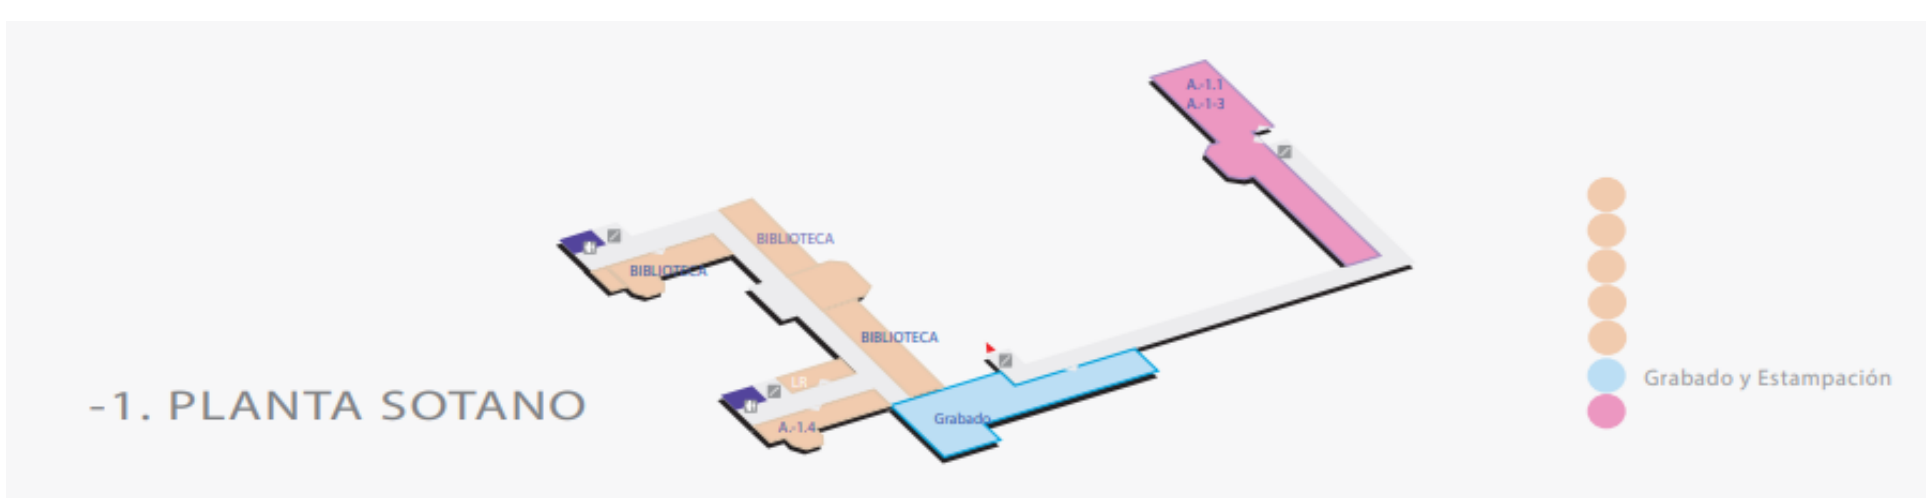 A.-1.1
A.-1-3
BIBLIOTECA
BIBLIOTECA
BIBLIOTECA
LR
A.-1.4
Grabado
-1. PLANTA SOTANO
Grabado y Estampación